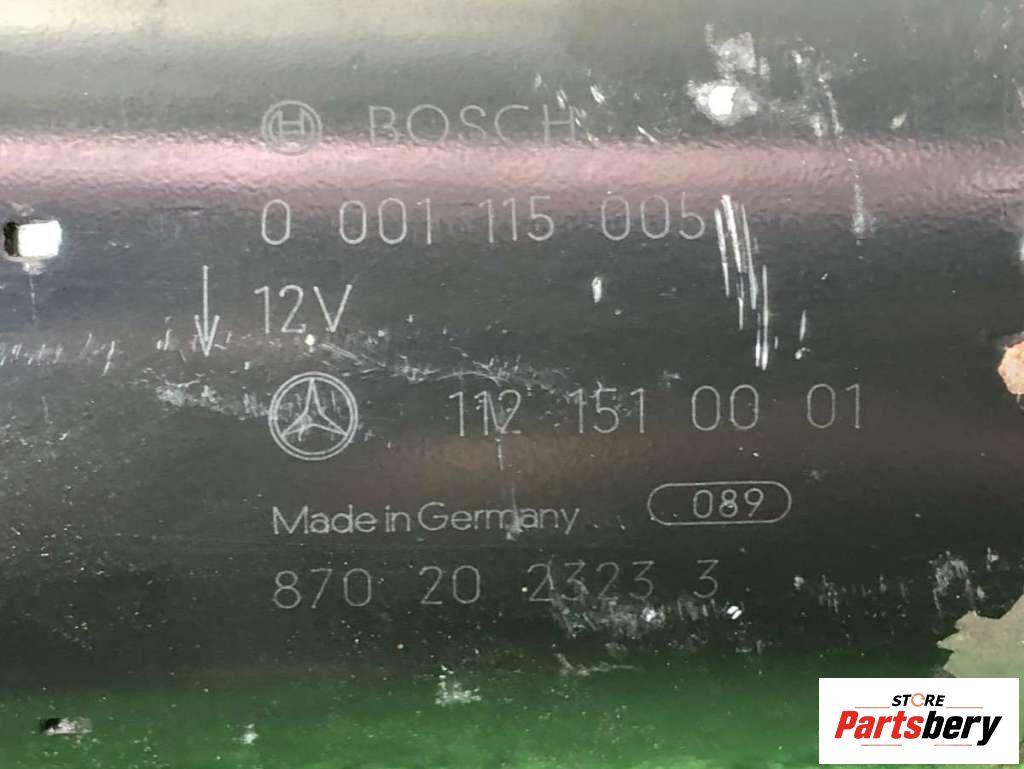 BOSCH
0 001 115 005
12V
112 151 00 01
Made in Germany 089
870 20 2323 3
STORE
Partsbery